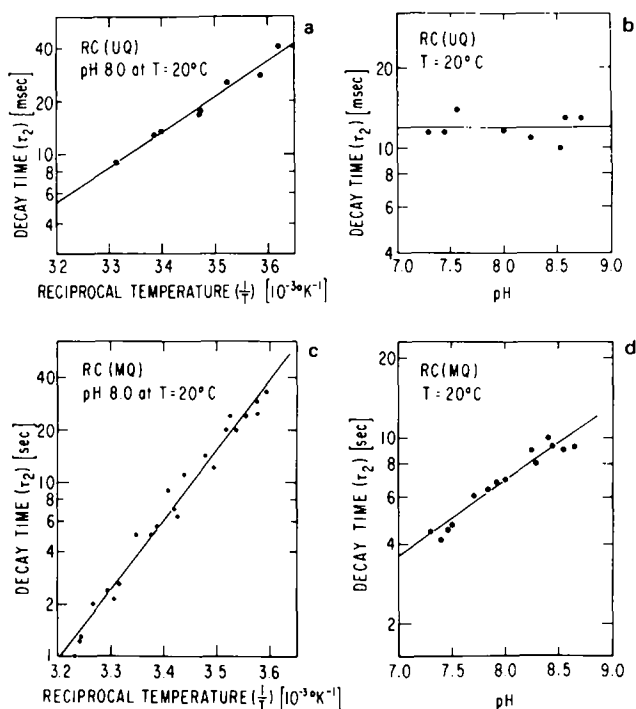 a
RC (UQ)
pH 8.0 at T = 20°C
40
20
10
8
6
4
DECAY TIME (τ₂) [msec]
3.2 3.3 3.4 3.5 3.6
RECIPROCAL TEMPERATURE (1/T) [10⁻³ °K⁻¹]
b
RC (UQ)
T = 20°C
20
10
8
6
4
DECAY TIME (τ₂) [msec]
7.0 7.5 8.0 8.5 9.0
pH
c
RC (MQ)
pH 8.0 at T = 20°C
40
20
10
8
6
4
2
1
DECAY TIME (τ₂) [sec]
3.2 3.3 3.4 3.5 3.6
RECIPROCAL TEMPERATURE (1/T) [10⁻³ °K⁻¹]
d
RC (MQ)
T = 20°C
20
10
8
6
4
2
DECAY TIME (τ₂) [sec]
7.0 7.5 8.0 8.5 9.0
pH